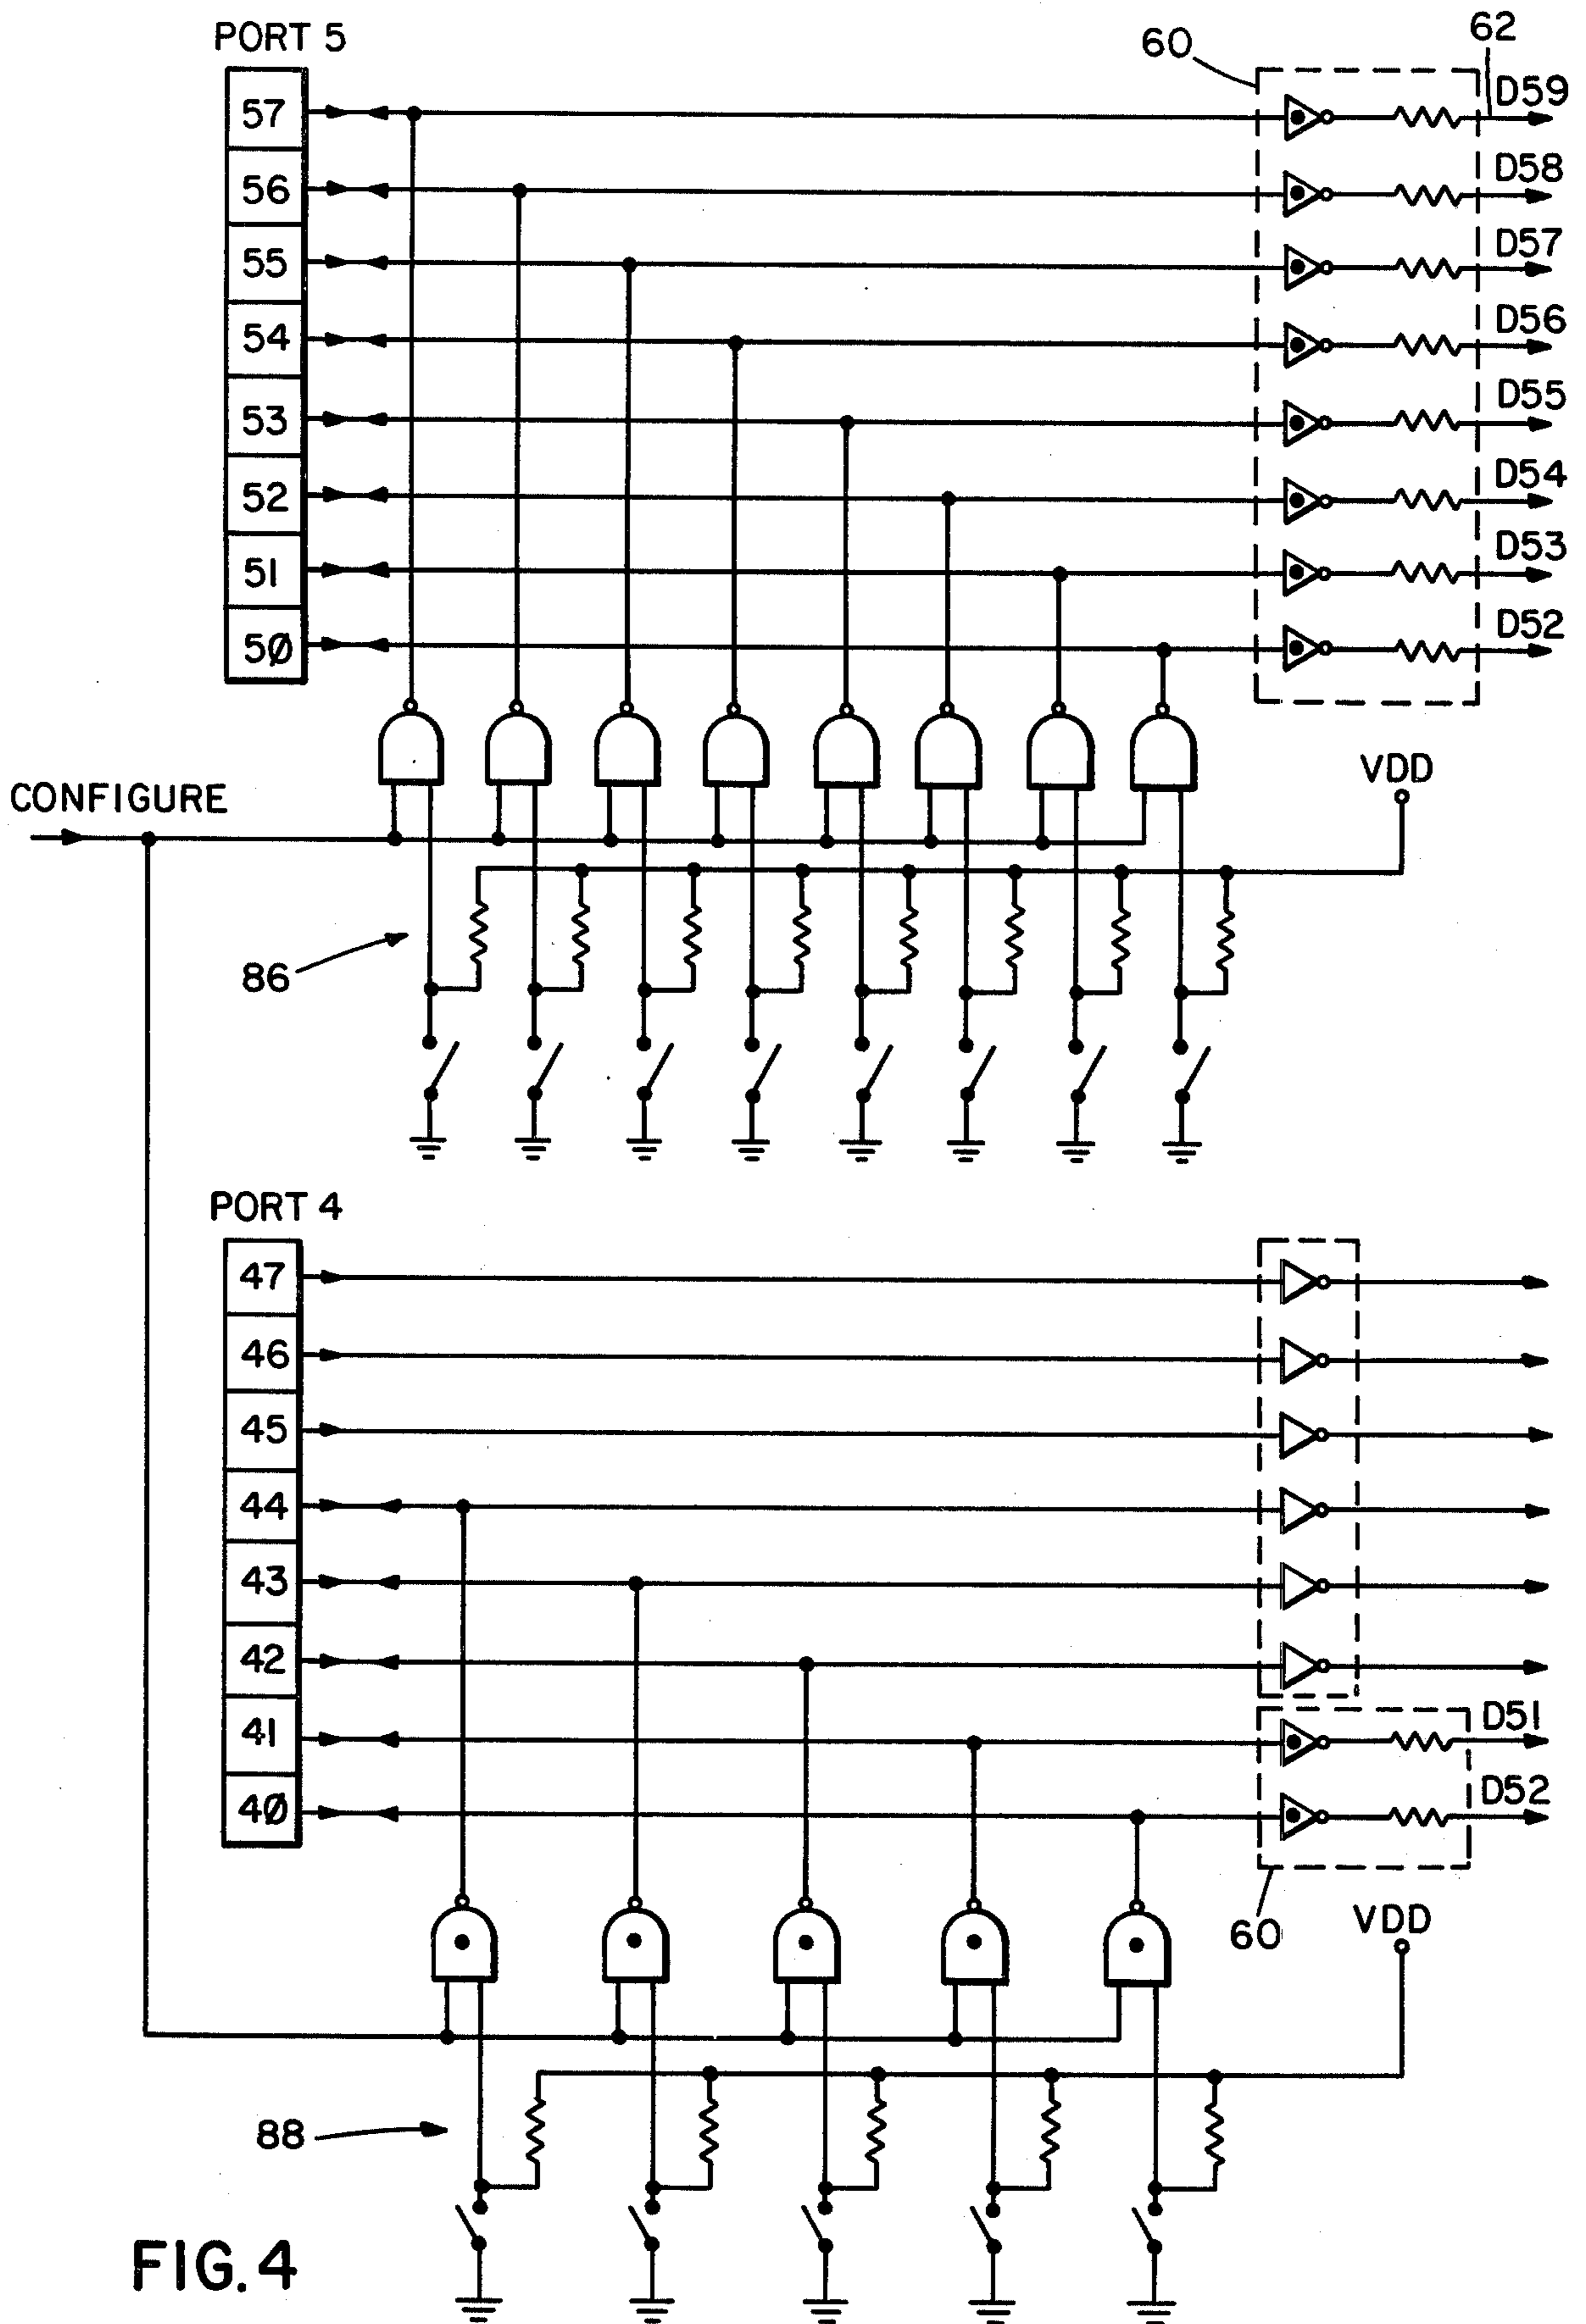 PORT 5
60
62
57
D59
56
D58
55
D57
54
D56
53
D55
52
D54
51
D53
5Ø
D52
CONFIGURE
VDD
86
PORT 4
47
46
45
44
43
42
41
D51
4Ø
D52
60
VDD
88
FIG.4